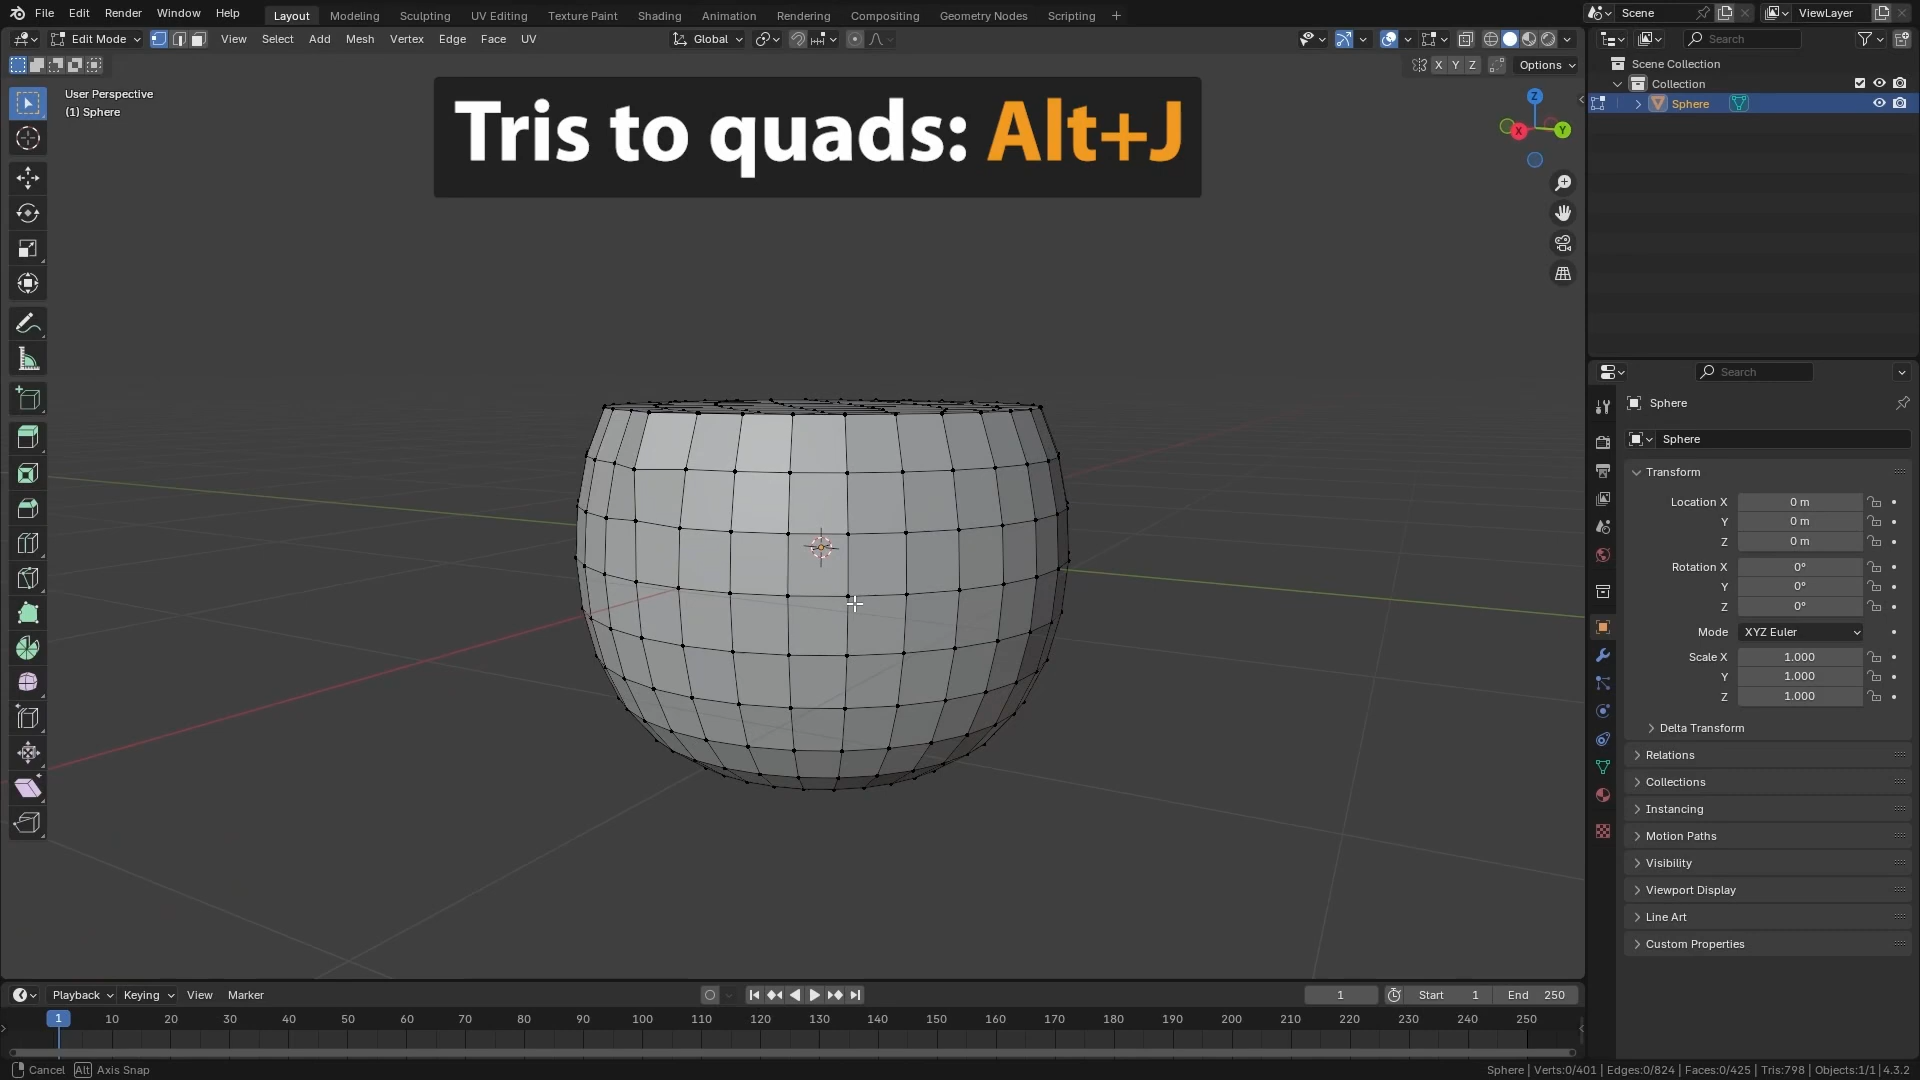 File Edit Render Window Help Layout Modeling Sculpting UV Editing Texture Paint Shading Animation Rendering Compositing Geometry Nodes Scripting + Scene ViewLayer
Edit Mode View Select Add Mesh Vertex Edge Face UV Global Search
X Y Z Options
Scene Collection
Collection
Sphere
User Perspective
(1) Sphere
Tris to quads: Alt+J
Z
X Y
Search
Sphere
Sphere
Transform
Location X 0 m
Y 0 m
Z 0 m
Rotation X 0°
Y 0°
Z 0°
Mode XYZ Euler
Scale X 1.000
Y 1.000
Z 1.000
Delta Transform
Relations
Collections
Instancing
Motion Paths
Visibility
Viewport Display
Line Art
Custom Properties
Playback Keying View Marker 1 Start 1 End 250
1 10 20 30 40 50 60 70 80 90 100 110 120 130 140 150 160 170 180 190 200 210 220 230 240 250
Cancel Alt Axis Snap Sphere | Verts:0/401 | Edges:0/824 | Faces:0/425 | Tris:798 | Objects:1/1 | 4.3.2